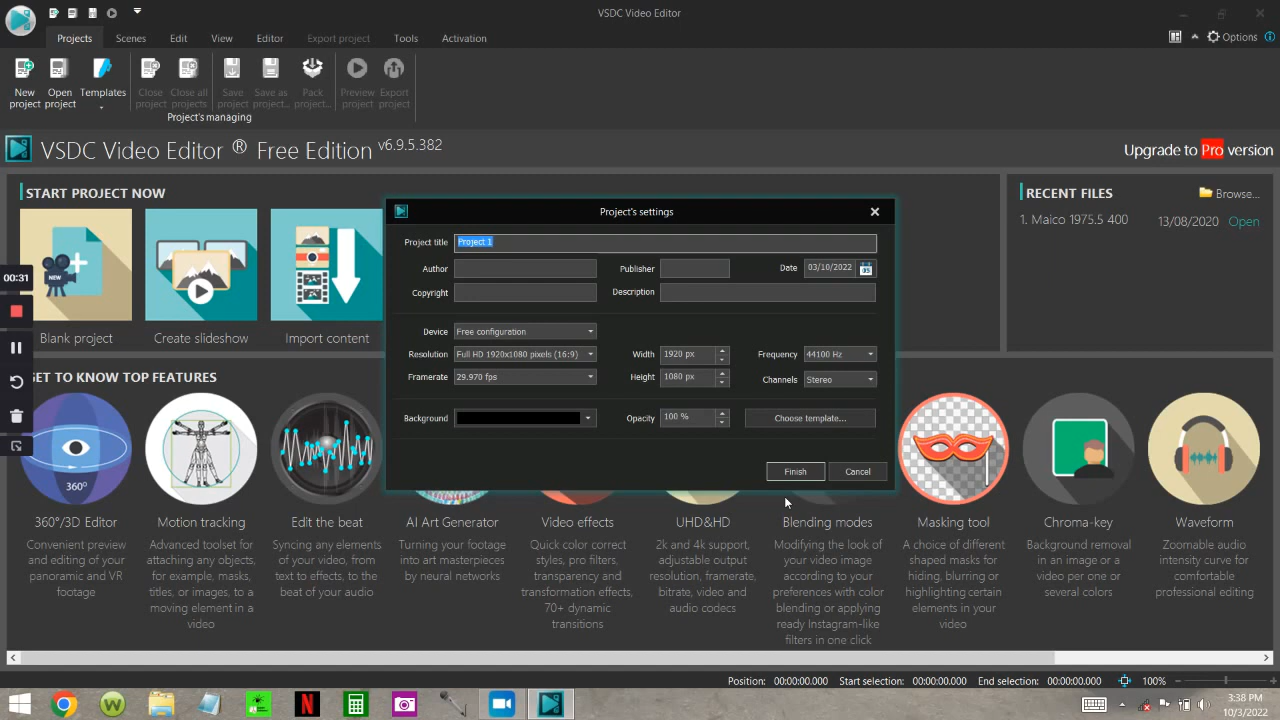 VSDC Video Editor
Projects
Scenes
Edit
View
Editor
Export project
Tools
Activation
Options
New project
Open project
Templates
Close project
Close all projects
Save project
Save as project...
Pack project...
Preview project
Export project
Project's managing
VSDC Video Editor ® Free Edition v6.9.5.382
Upgrade to Pro version
START PROJECT NOW
NEW
Blank project
Create slideshow
Import content
RECENT FILES
Browse...
1. Maico 1975.5 400
13/08/2020
Open
Project's settings
Project title
Project 1
Author
Publisher
Date
03/10/2022
Copyright
Description
Device
Free configuration
Resolution
Full HD 1920x1080 pixels (16:9)
Width
1920 px
Frequency
44100 Hz
Framerate
29.970 fps
Height
1080 px
Channels
Stereo
Background
Opacity
100 %
Choose template...
Finish
Cancel
00:31
GET TO KNOW TOP FEATURES
360°
360°/3D Editor
Convenient preview
and editing of your
panoramic and VR
footage
Motion tracking
Advanced toolset for
attaching any objects,
for example, masks,
titles, or images, to a
moving element in a
video
Edit the beat
Syncing any elements
of your video, from
text to effects, to the
beat of your audio
AI Art Generator
Turning your footage
into art masterpieces
by neural networks
Video effects
Quick color correct
styles, pro filters,
transparency and
transformation effects,
70+ dynamic
transitions
UHD&HD
2k and 4k support,
adjustable output
resolution, framerate,
bitrate, video and
audio codecs
Blending modes
Modifying the look of
your video image
according to your
preferences with color
blending or applying
ready Instagram-like
filters in one click
Masking tool
A choice of different
shaped masks for
hiding, blurring or
highlighting certain
elements in your
video
Chroma-key
Background removal
in an image or a
video per one or
several colors
Waveform
Zoomable audio
intensity curve for
comfortable
professional editing
Position: 00:00:00.000
Start selection: 00:00:00.000
End selection: 00:00:00.000
100%
3:38 PM
10/3/2022